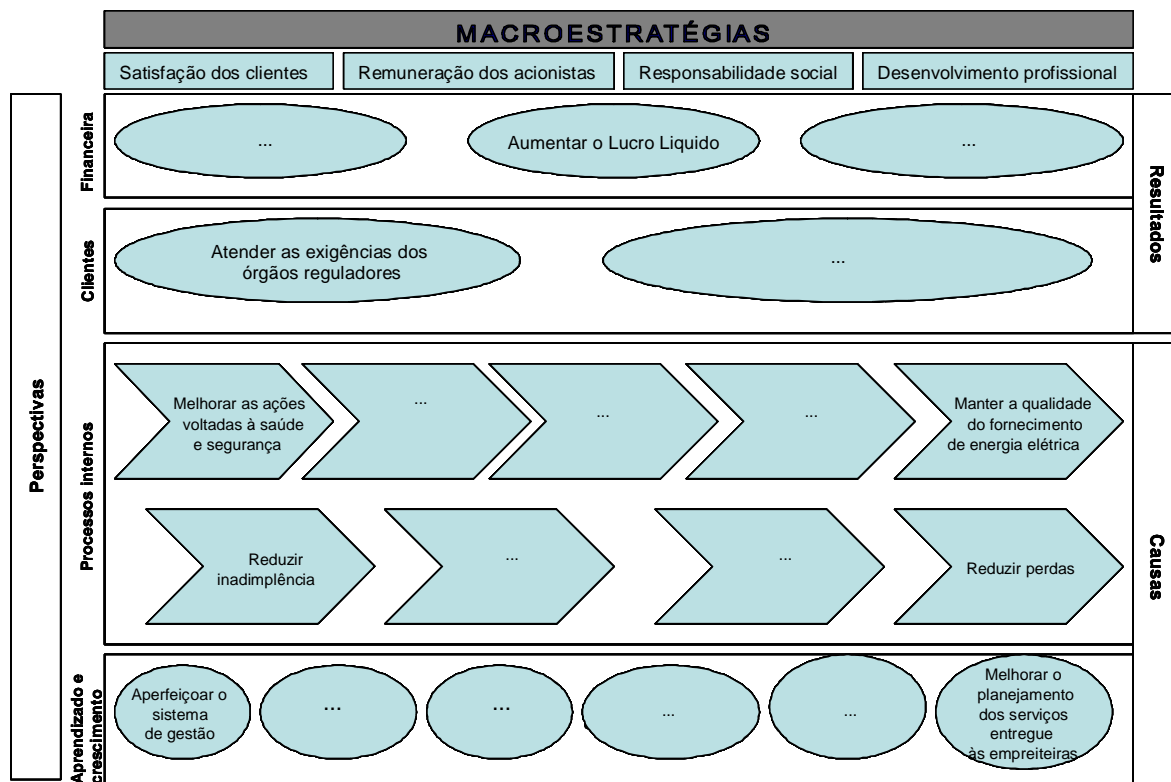 MACROESTRATÉGIAS
Satisfação dos clientes
Remuneração dos acionistas
Responsabilidade social
Desenvolvimento profissional
Perspectivas
Financeira
...
Aumentar o Lucro Liquido
...
Resultados
Clientes
Atender as exigências dos
órgãos reguladores
...
Processos internos
Melhorar as ações
voltadas à saúde
e segurança
...
...
...
Manter a qualidade
do fornecimento
de energia elétrica
Causas
Reduzir
inadimplência
...
...
Reduzir perdas
Aprendizado e
crescimento
Aperfeiçoar o
sistema
de gestão
...
...
...
...
Melhorar o
planejamento
dos serviços
entregue
às empreiteiras